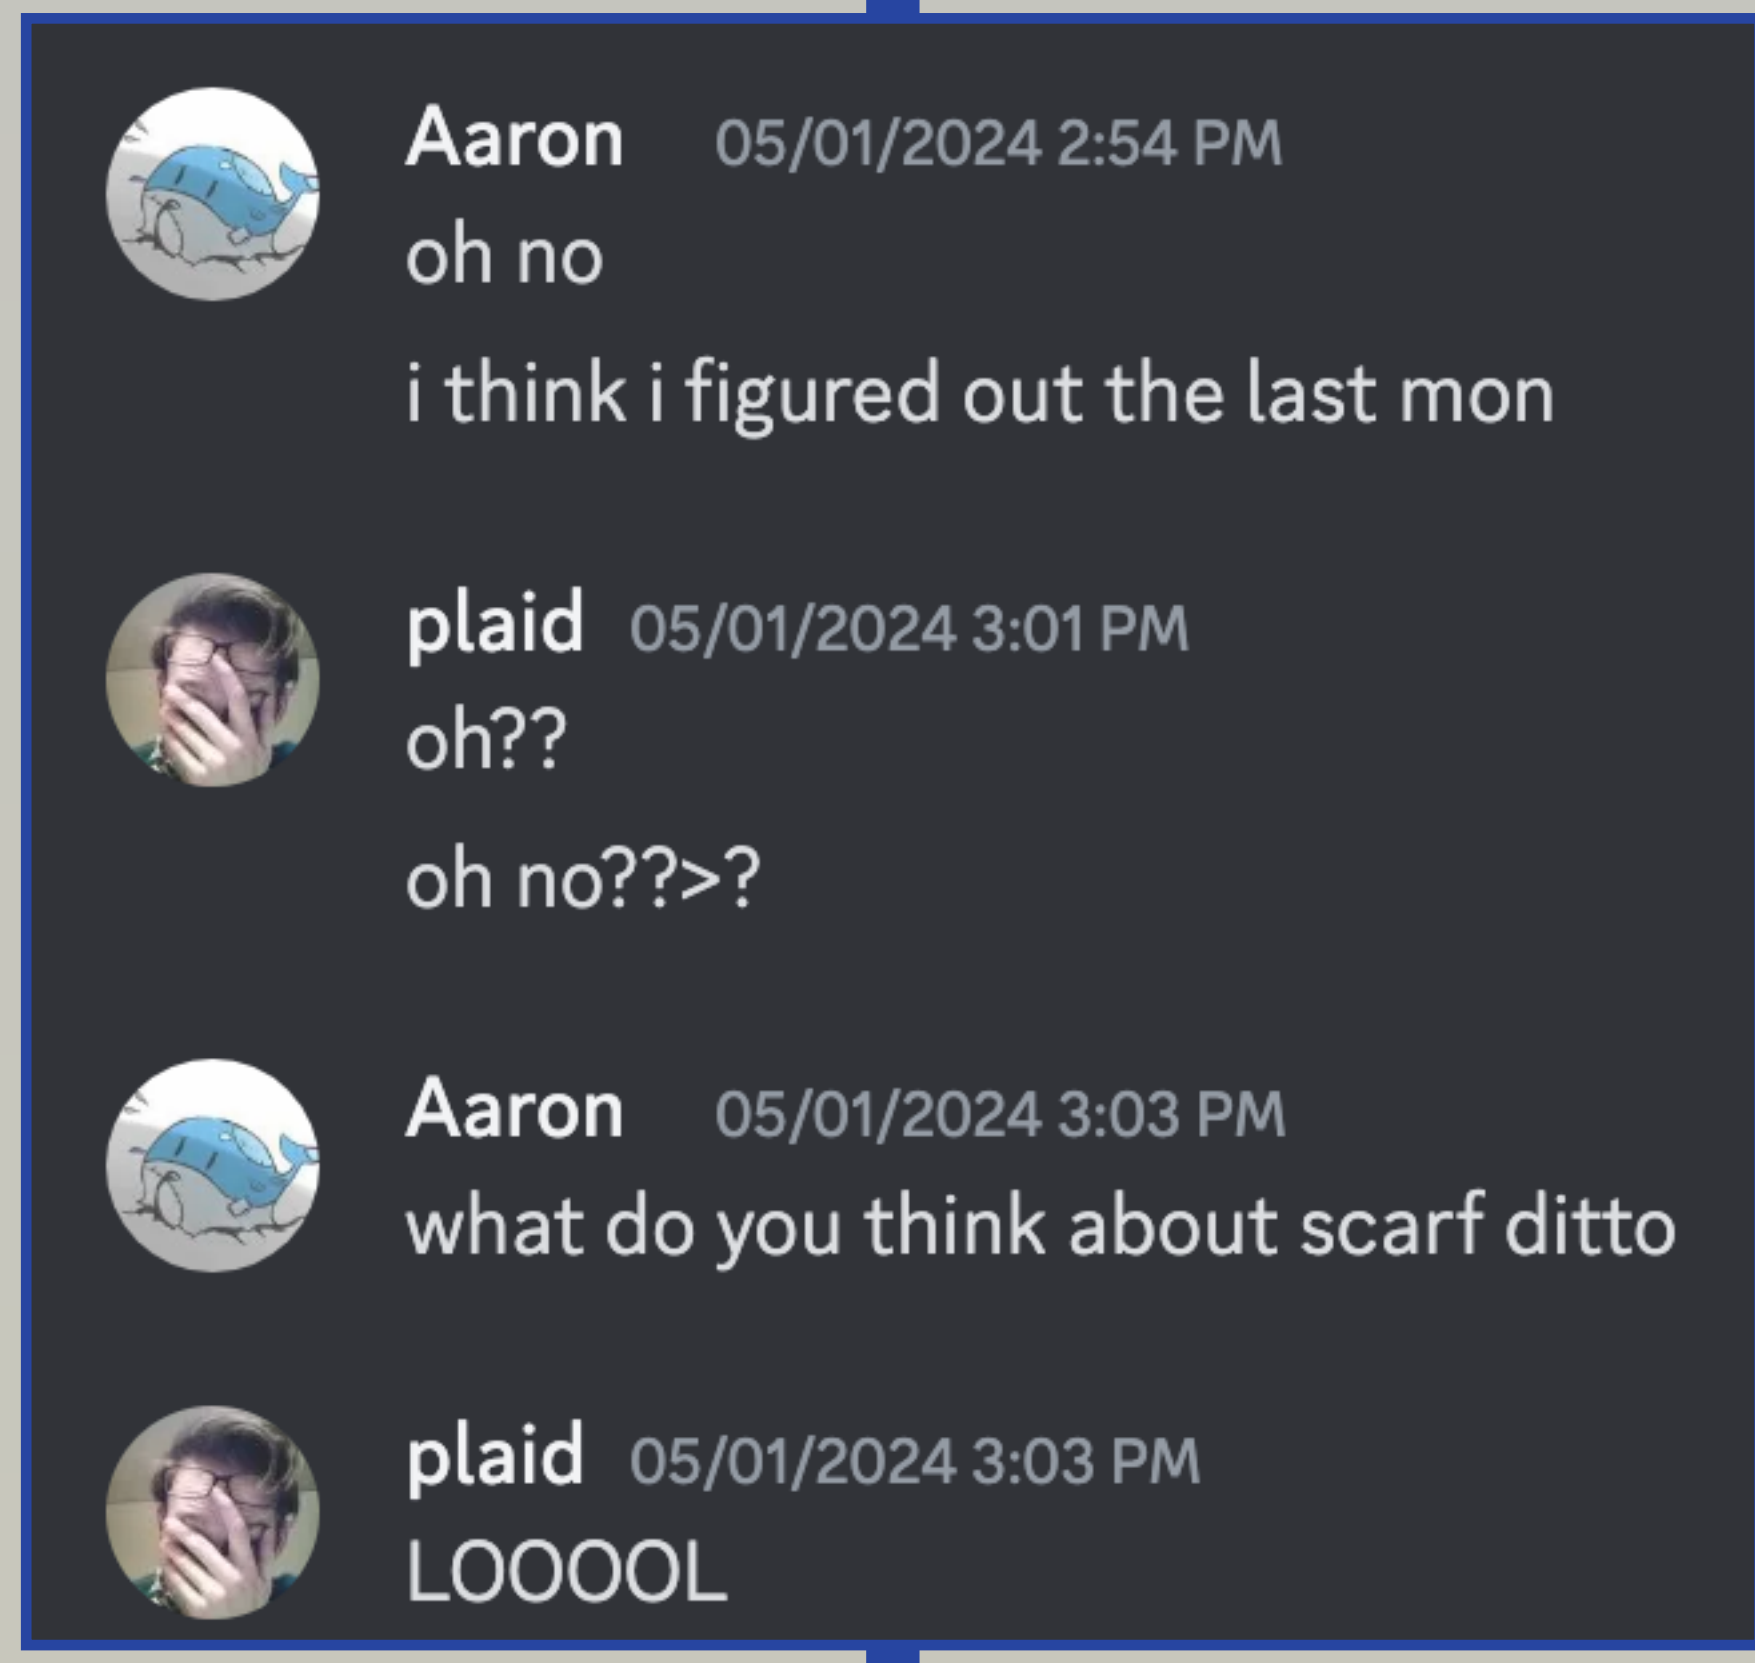 Aaron 05/01/2024 2:54 PM
oh no
i think i figured out the last mon
plaid 05/01/2024 3:01 PM
oh??
oh no??>?
Aaron 05/01/2024 3:03 PM
what do you think about scarf ditto
plaid 05/01/2024 3:03 PM
LOOOOL